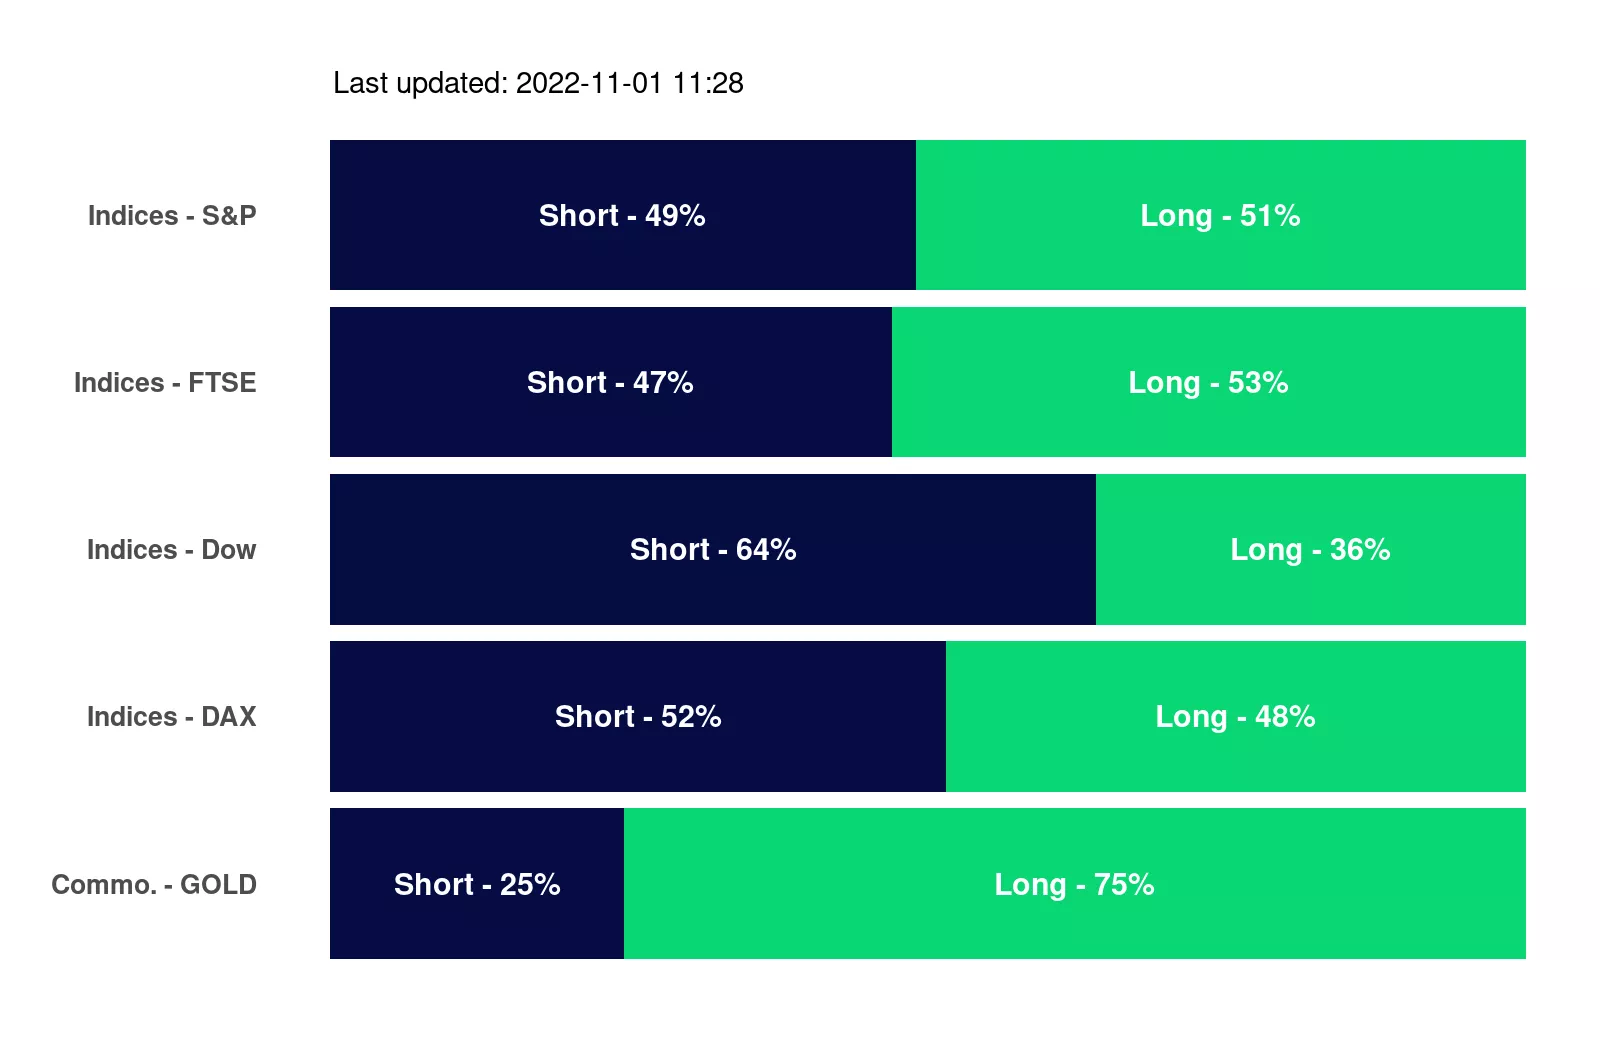 Last updated: 2022-11-01 11:28
Indices - S&P Short - 49% Long - 51%
Indices - FTSE Short - 47% Long - 53%
Indices - Dow Short - 64% Long - 36%
Indices - DAX Short - 52% Long - 48%
Commo. - GOLD Short - 25% Long - 75%